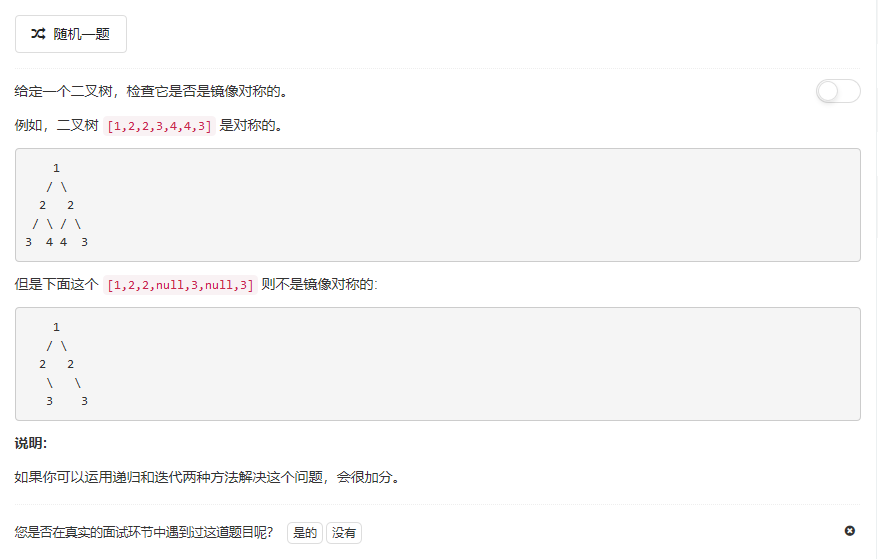 随机一题
给定一个二叉树，检查它是否是镜像对称的。
例如，二叉树 [1,2,2,3,4,4,3] 是对称的。
    1
   / \
  2   2
 / \ / \
3  4 4  3
但是下面这个 [1,2,2,null,3,null,3] 则不是镜像对称的:
    1
   / \
  2   2
   \   \
   3    3
说明:
如果你可以运用递归和迭代两种方法解决这个问题，会很加分。
您是否在真实的面试环节中遇到过这道题目呢？ 是的 没有